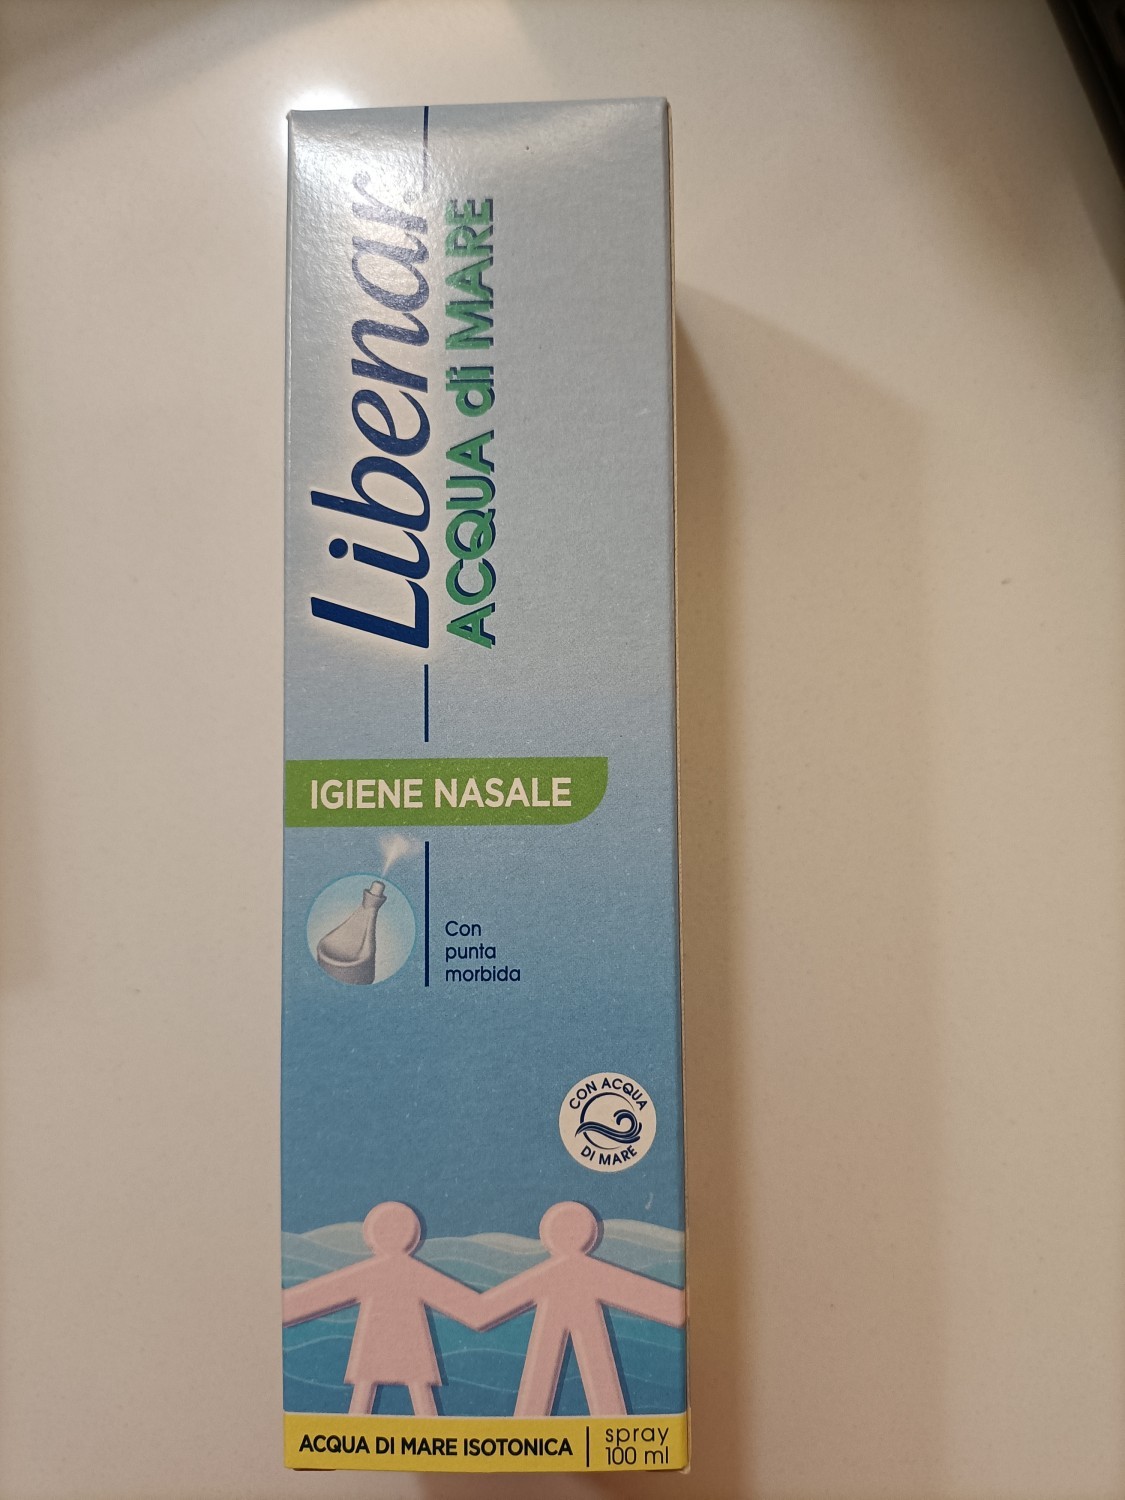 Libenar
ACQUA di MARE
IGIENE NASALE
Con
punta
morbida
CON ACQUA
DI MARE
ACQUA DI MARE ISOTONICA
spray
100 ml